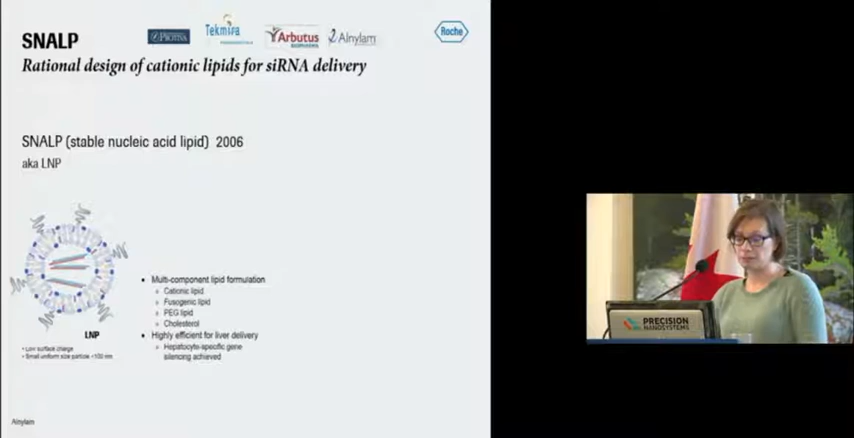 SNALP
PROTIVA
Tekmira
Arbutus
Alnylam
Roche
Rational design of cationic lipids for siRNA delivery
SNALP (stable nucleic acid lipid) 2006
aka LNP
• Multi-component lipid formulation
» Cationic lipid
» Fusogenic lipid
» PEG lipid
» Cholesterol
• Highly efficient for liver delivery
» Hepatocyte-specific gene
silencing achieved
LNP
• Low surface charge
• Small uniform size particle <100 nm
Alnylam
PRECISION
NANOSYSTEMS